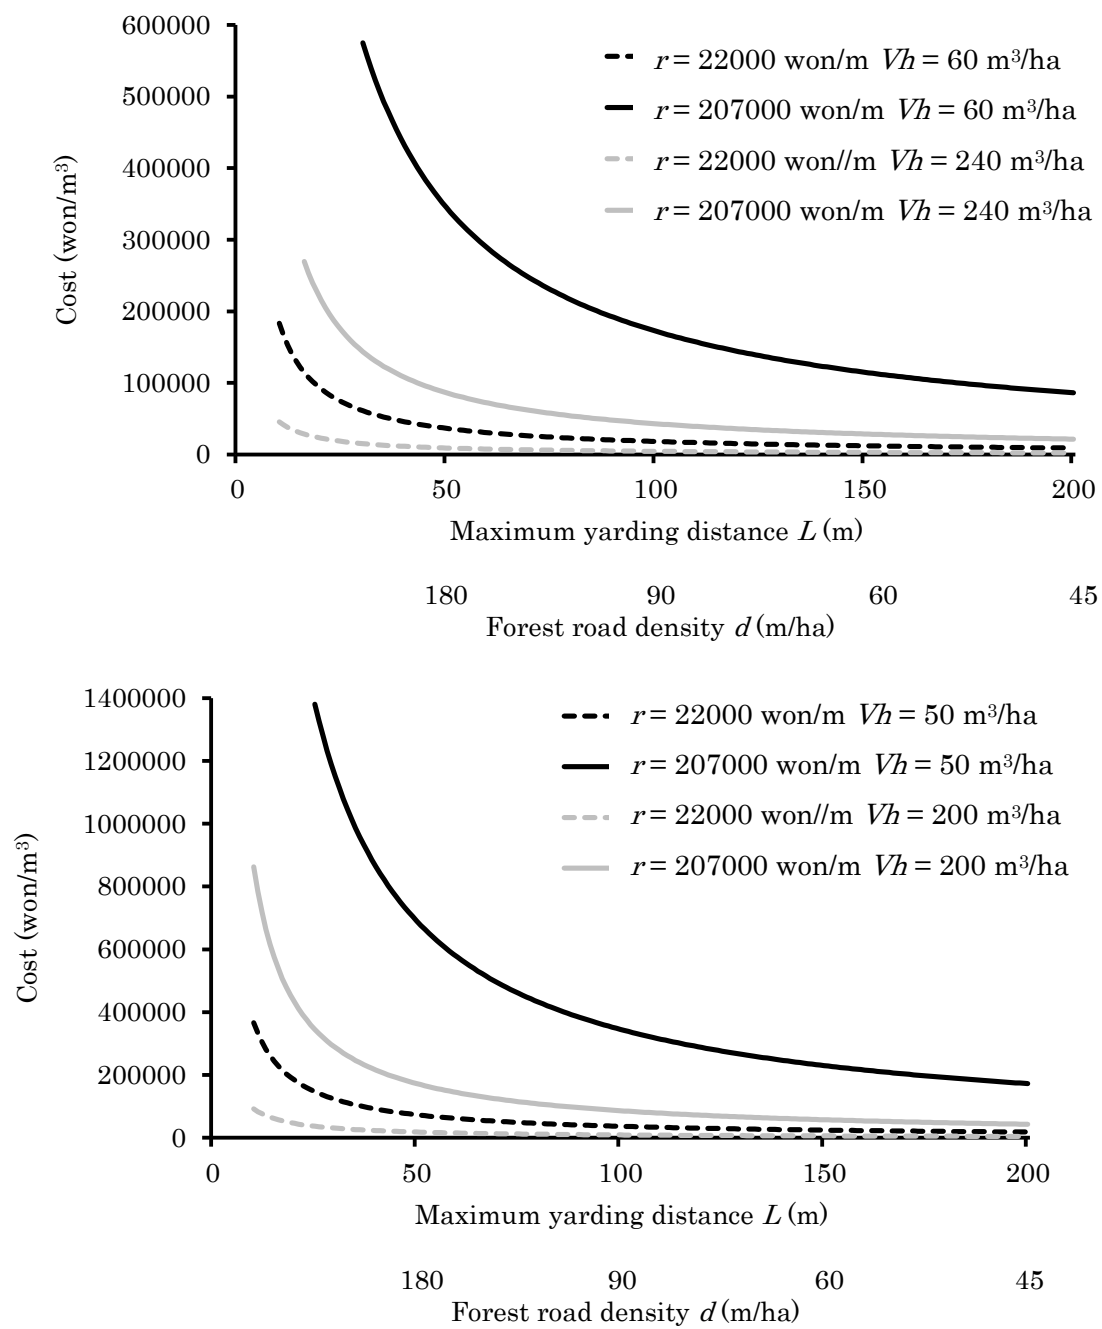 600000
500000
400000
300000
200000
100000
0
Cost (won/m³)
r = 22000 won/m Vh = 60 m³/ha
r = 207000 won/m Vh = 60 m³/ha
r = 22000 won//m Vh = 240 m³/ha
r = 207000 won/m Vh = 240 m³/ha
0 50 100 150 200
Maximum yarding distance L (m)
180 90 60 45
Forest road density d (m/ha)
1400000
1200000
1000000
800000
600000
400000
200000
0
Cost (won/m³)
r = 22000 won/m Vh = 50 m³/ha
r = 207000 won/m Vh = 50 m³/ha
r = 22000 won//m Vh = 200 m³/ha
r = 207000 won/m Vh = 200 m³/ha
0 50 100 150 200
Maximum yarding distance L (m)
180 90 60 45
Forest road density d (m/ha)